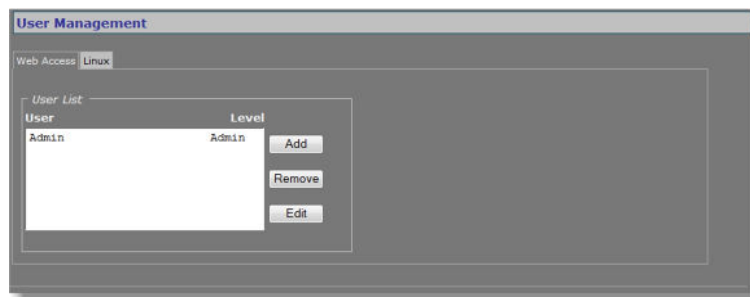 User Management
Web Access Linux
User List
User Level
Admin Admin
Add
Remove
Edit